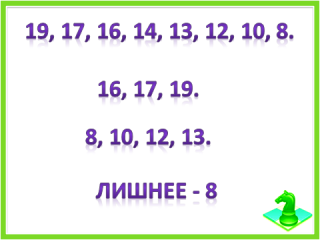 19, 17, 16, 14, 13, 12, 10, 8.
16, 17, 19.
8, 10, 12, 13.
ЛИШНЕЕ - 8